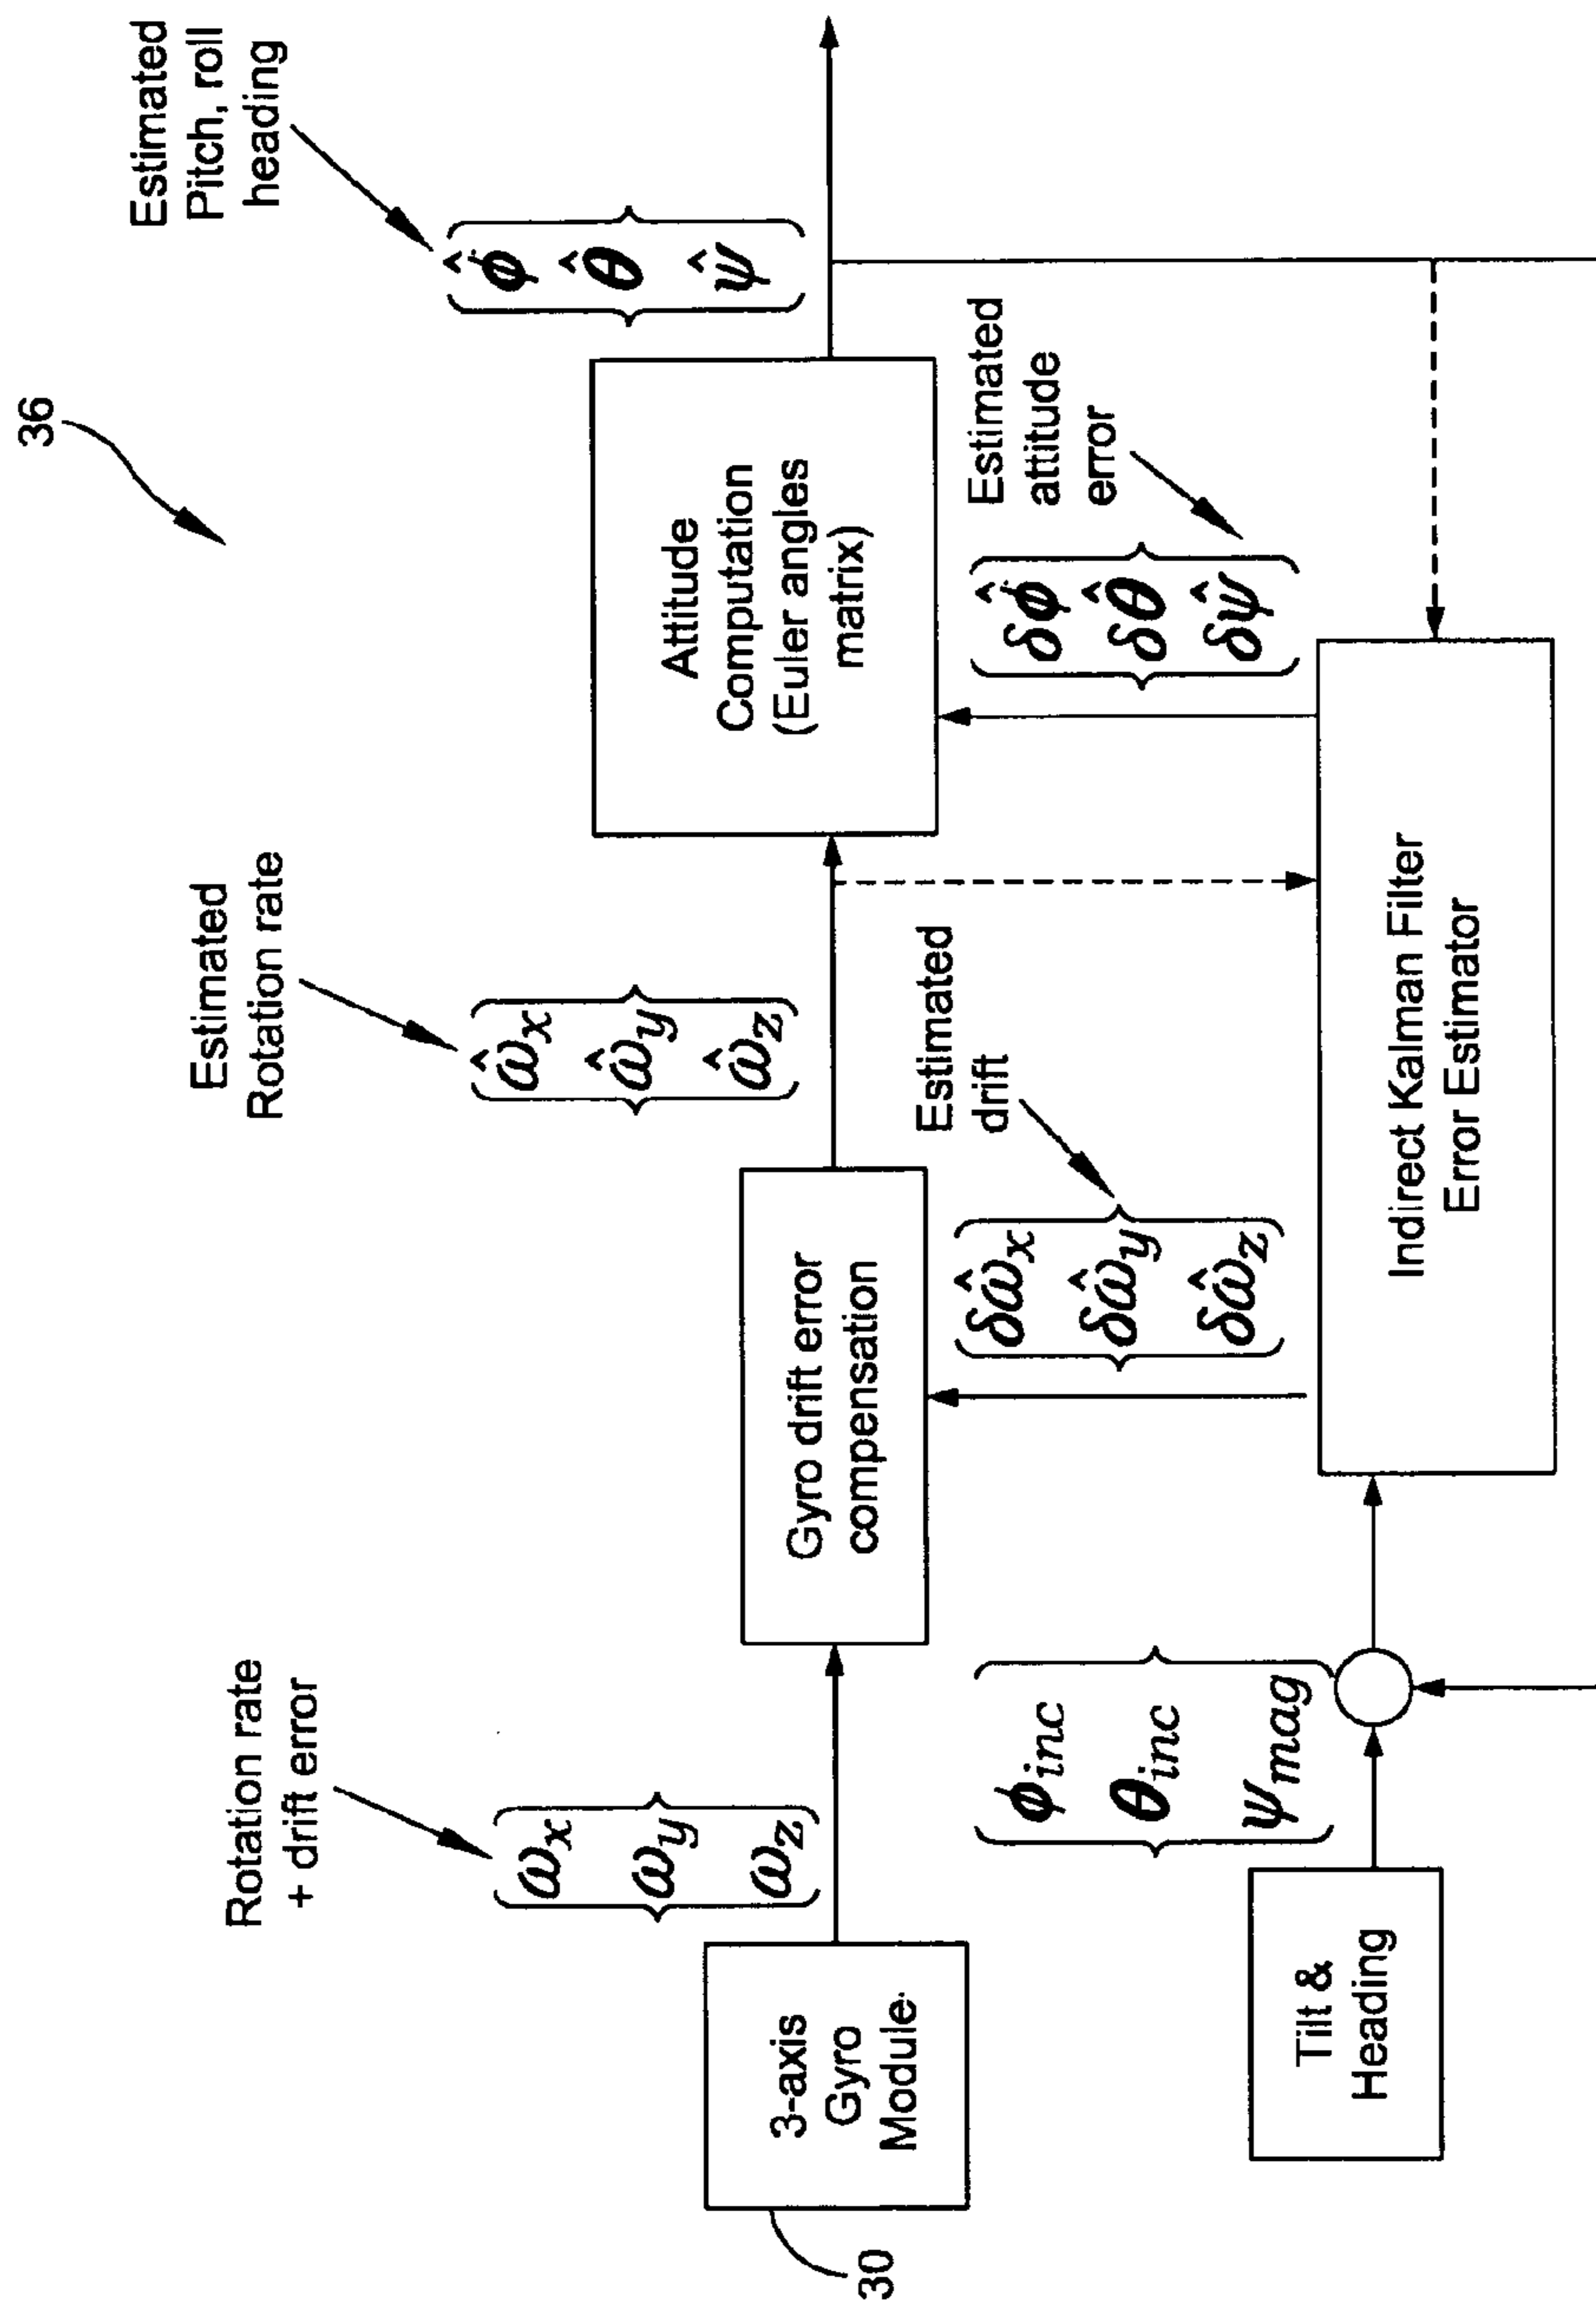 36
Rotation rate
+ drift error
Estimated
Rotation rate
Estimated
Pitch, roll
heading
ωx
ωy
ωz
ω̂x
ω̂y
ω̂z
ϕ̂
θ̂
ψ̂
3-axis
Gyro
Module
30
Gyro drift error
compensation
Attitude
Computation
(Euler angles
matrix)
Estimated
drift
δω̂x
δω̂y
δω̂z
Estimated
attitude
error
δϕ̂
δθ̂
δψ̂
ϕinc
θinc
ψmag
Tilt &
Heading
Indirect Kalman Filter
Error Estimator